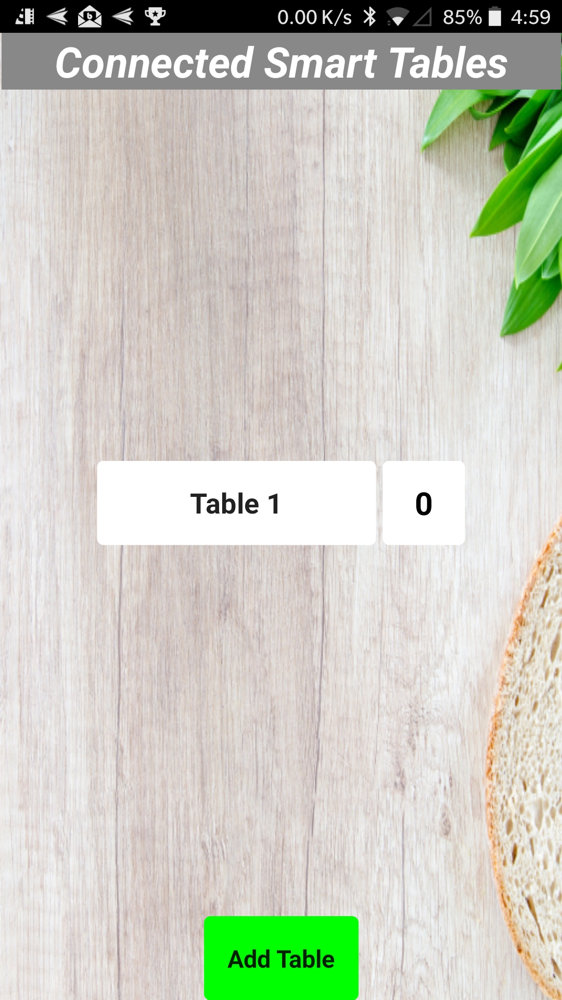 0.00 K/s 85% 4:59
Connected Smart Tables
Table 1 0
Add Table